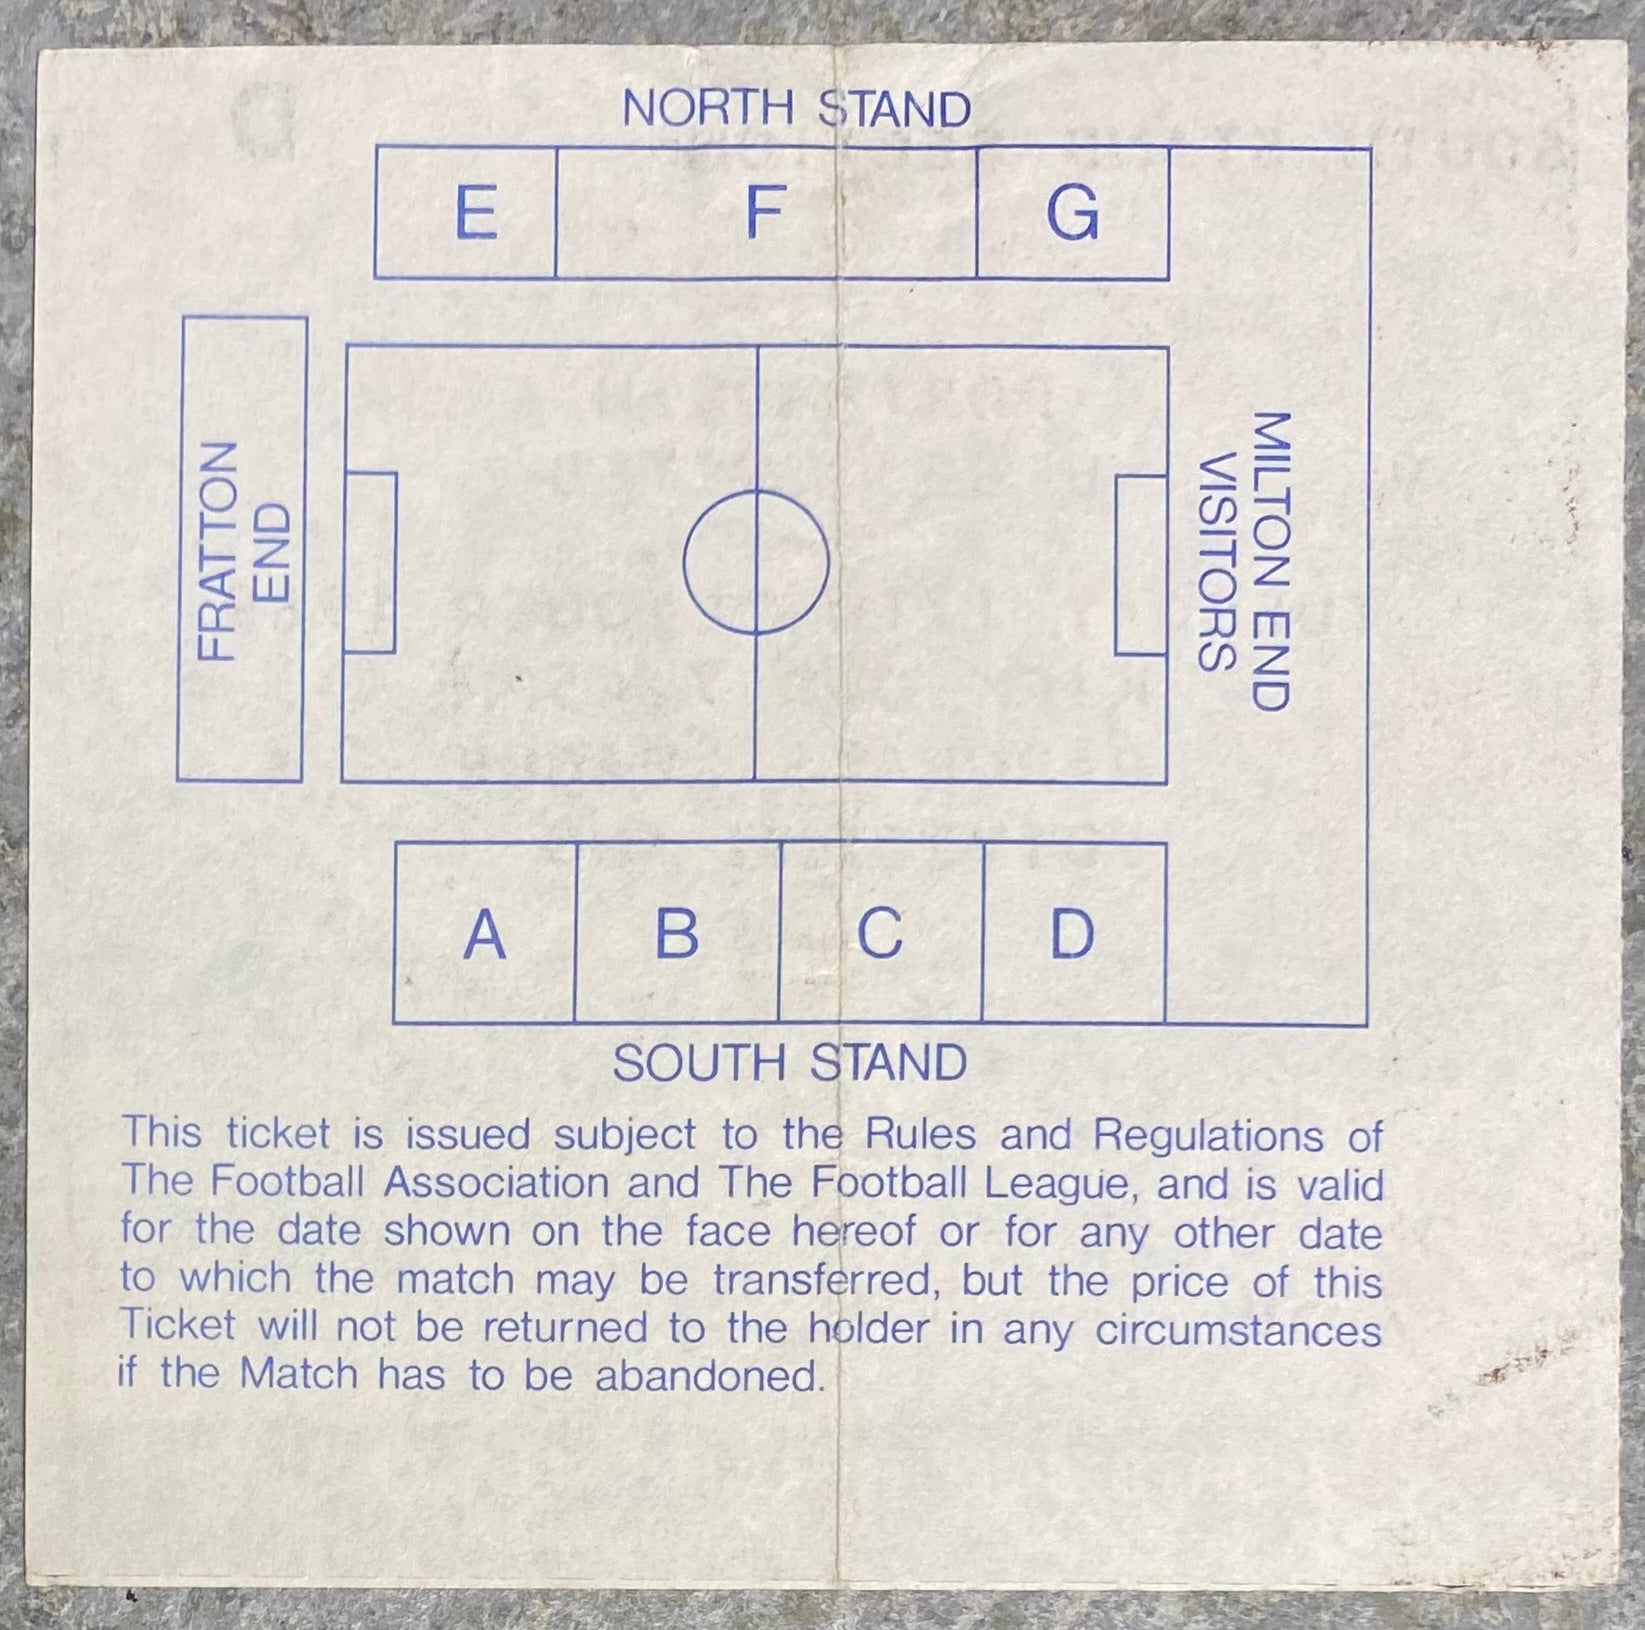 NORTH STAND
E F G
FRATTON
END
MILTON END
VISITORS
A B C D
SOUTH STAND
This ticket is issued subject to the Rules and Regulations of
The Football Association and The Football League, and is valid
for the date shown on the face hereof or for any other date
to which the match may be transferred, but the price of this
Ticket will not be returned to the holder in any circumstances
if the Match has to be abandoned.